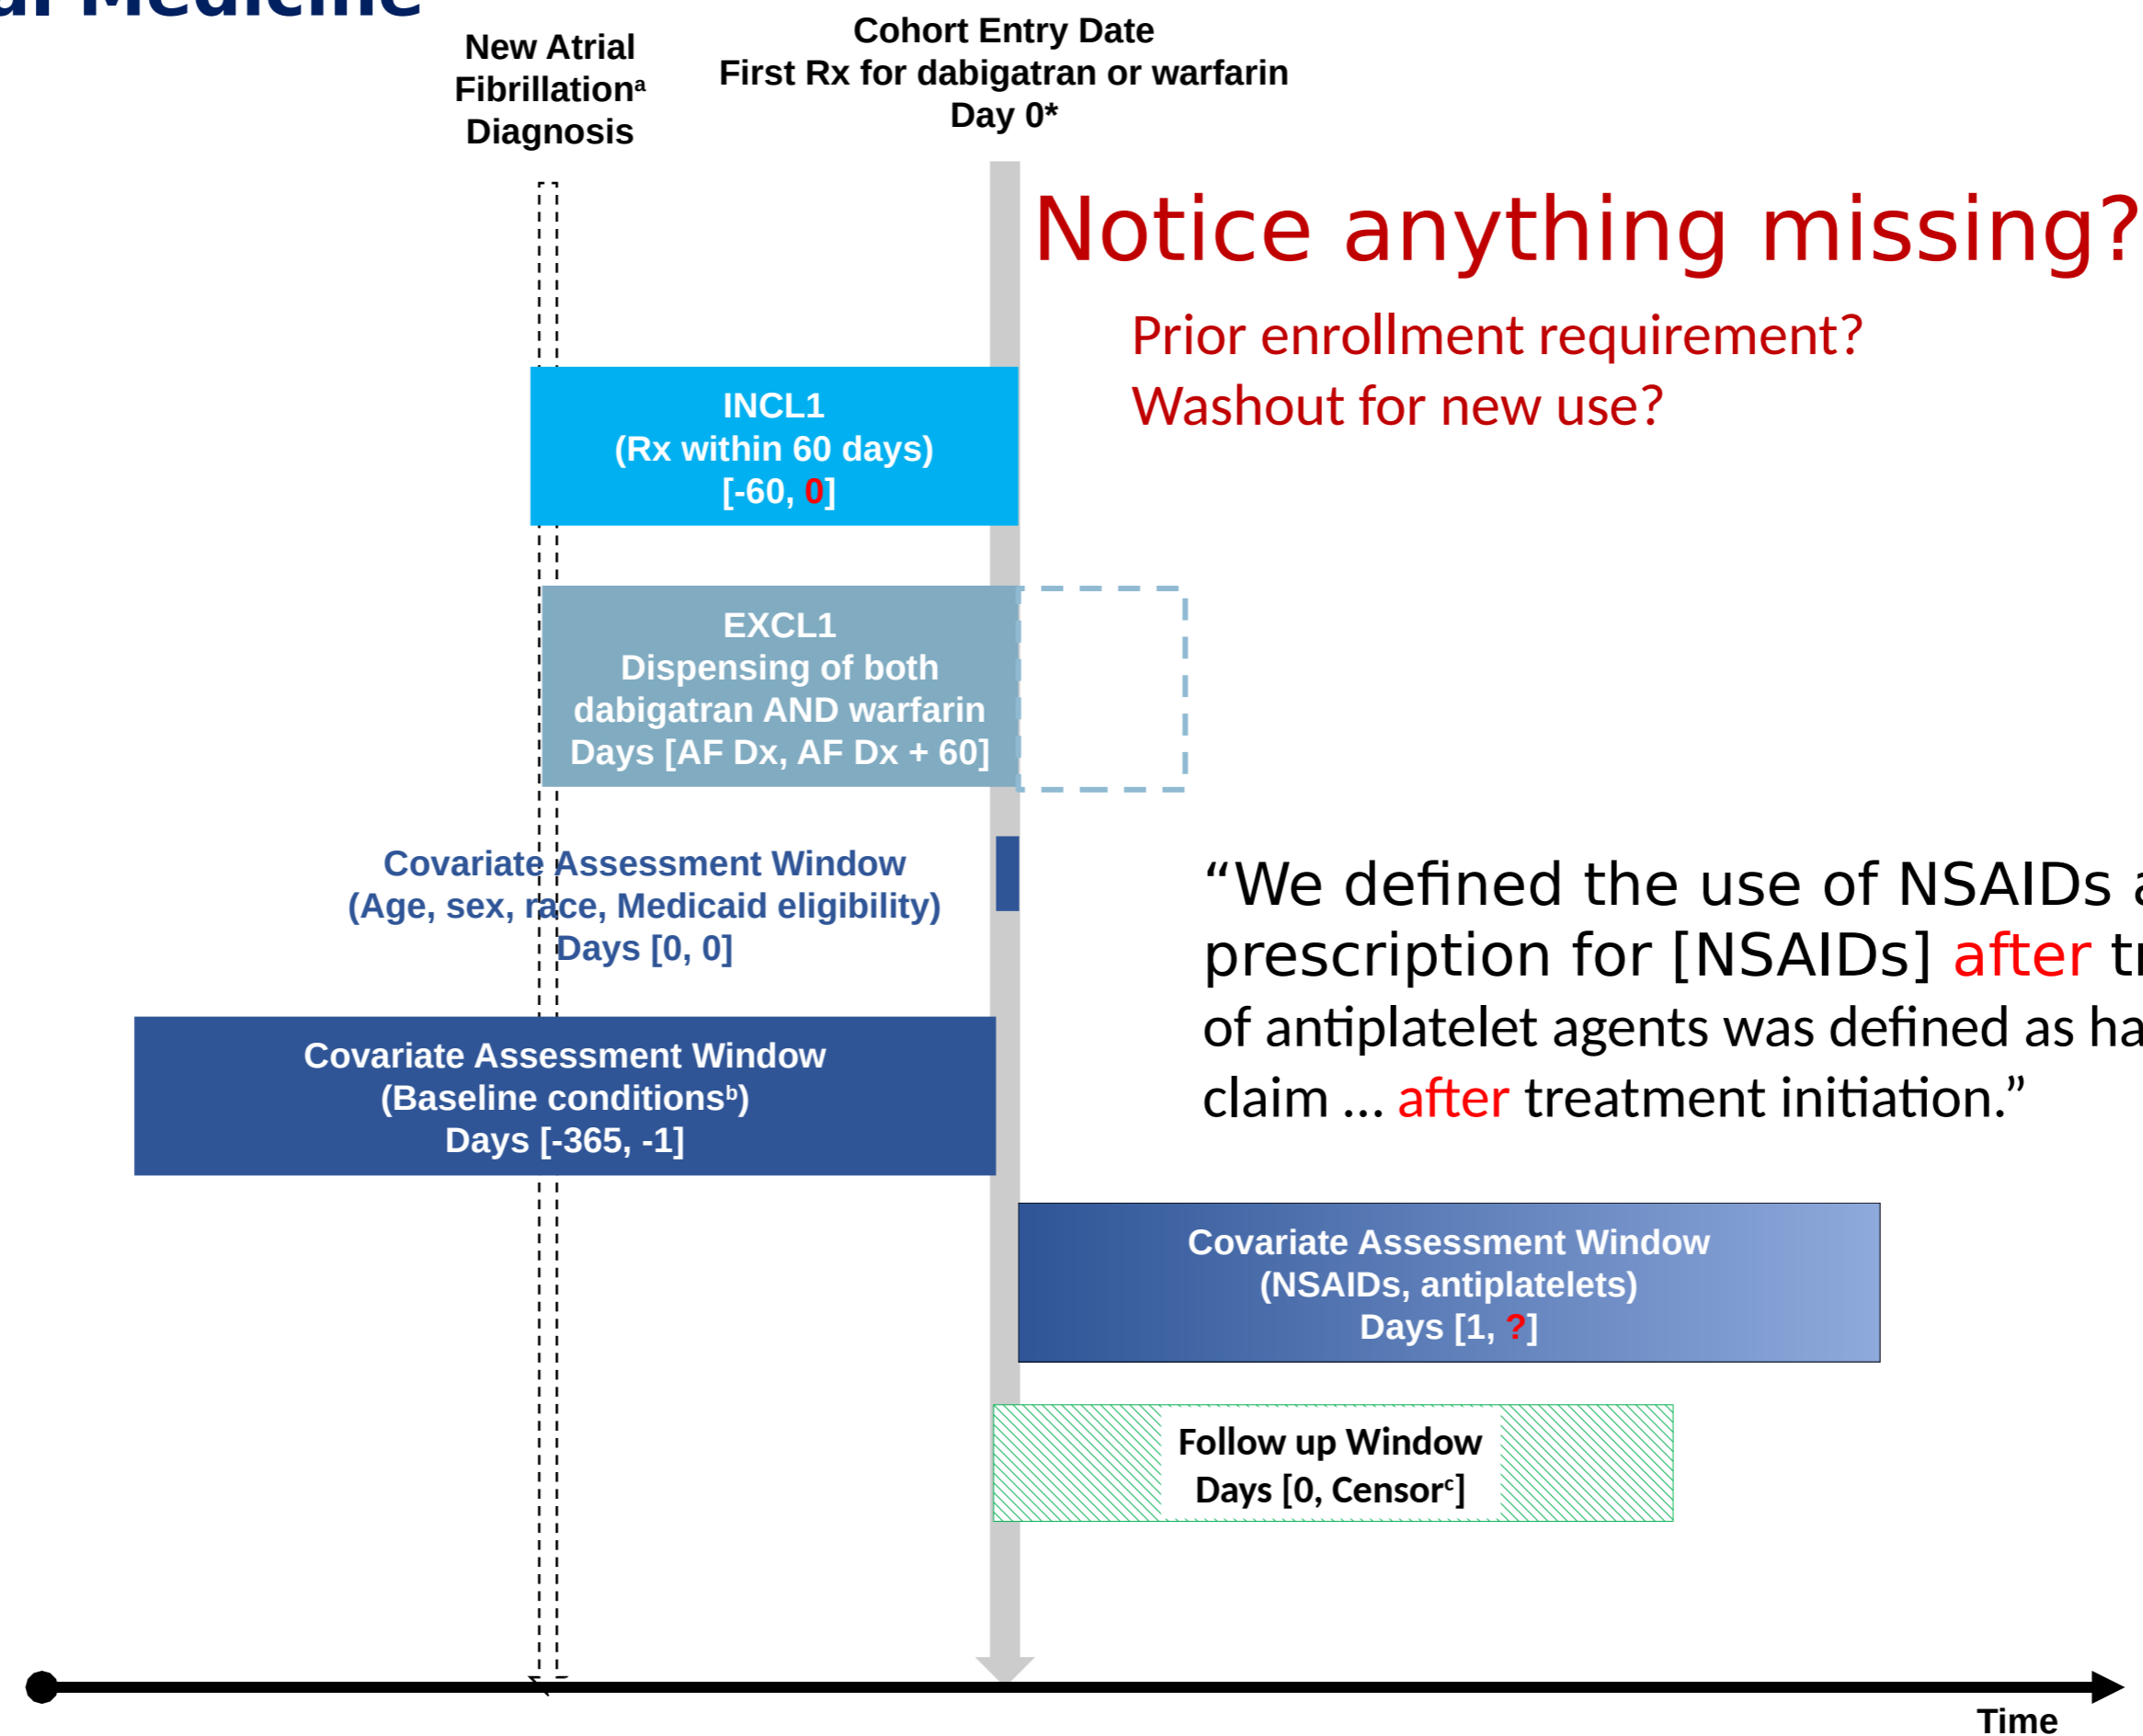 Medicine
New Atrial
Fibrillationᵃ
Diagnosis
Cohort Entry Date
First Rx for dabigatran or warfarin
Day 0*
Notice anything missing?
Prior enrollment requirement?
Washout for new use?
INCL1
(Rx within 60 days)
[-60, 0]
EXCL1
Dispensing of both
dabigatran AND warfarin
Days [AF Dx, AF Dx + 60]
Covariate Assessment Window
(Age, sex, race, Medicaid eligibility)
Days [0, 0]
“We defined the use of NSAIDs
prescription for [NSAIDs] after
of antiplatelet agents was defined as
claim … after treatment initiation.”
Covariate Assessment Window
(Baseline conditionsᵇ)
Days [-365, -1]
Covariate Assessment Window
(NSAIDs, antiplatelets)
Days [1, ?]
Follow up Window
Days [0, Censorᶜ]
Time